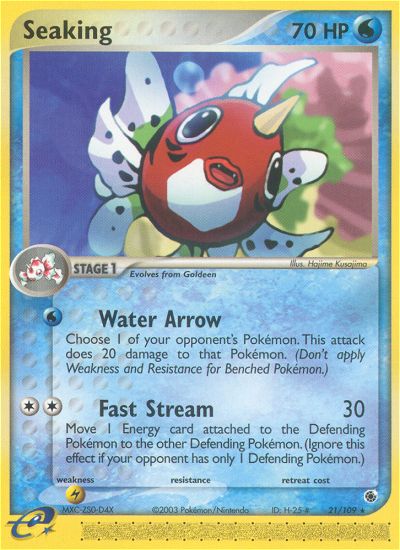 Seaking 70 HP
Illus. Hajime Kusajima
STAGE 1
Evolves from Goldeen
Water Arrow
Choose 1 of your opponent's Pokémon. This attack
does 20 damage to that Pokémon. (Don't apply
Weakness and Resistance for Benched Pokémon.)
Fast Stream 30
Move 1 Energy card attached to the Defending
Pokémon to the other Defending Pokémon. (Ignore this
effect if your opponent has only 1 Defending Pokémon.)
weakness resistance retreat cost
MXC-Z50-D4X ©2003 Pokémon/Nintendo ID: H-25-# 21/109 ★
e